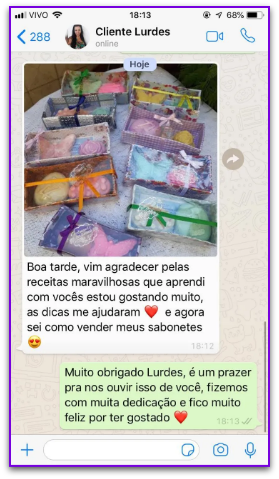 VIVO 18:13 68%
288 Cliente Lurdes
online
Hoje
Boa tarde, vim agradecer pelas
receitas maravilhosas que aprendi
com vocês estou gostando muito,
as dicas me ajudaram ❤️ e agora
sei como vender meus sabonetes
😍
18:12
Muito obrigado Lurdes, é um prazer
pra nos ouvir isso de você, fizemos
com muita dedicação e fico muito
feliz por ter gostado ❤️
18:13